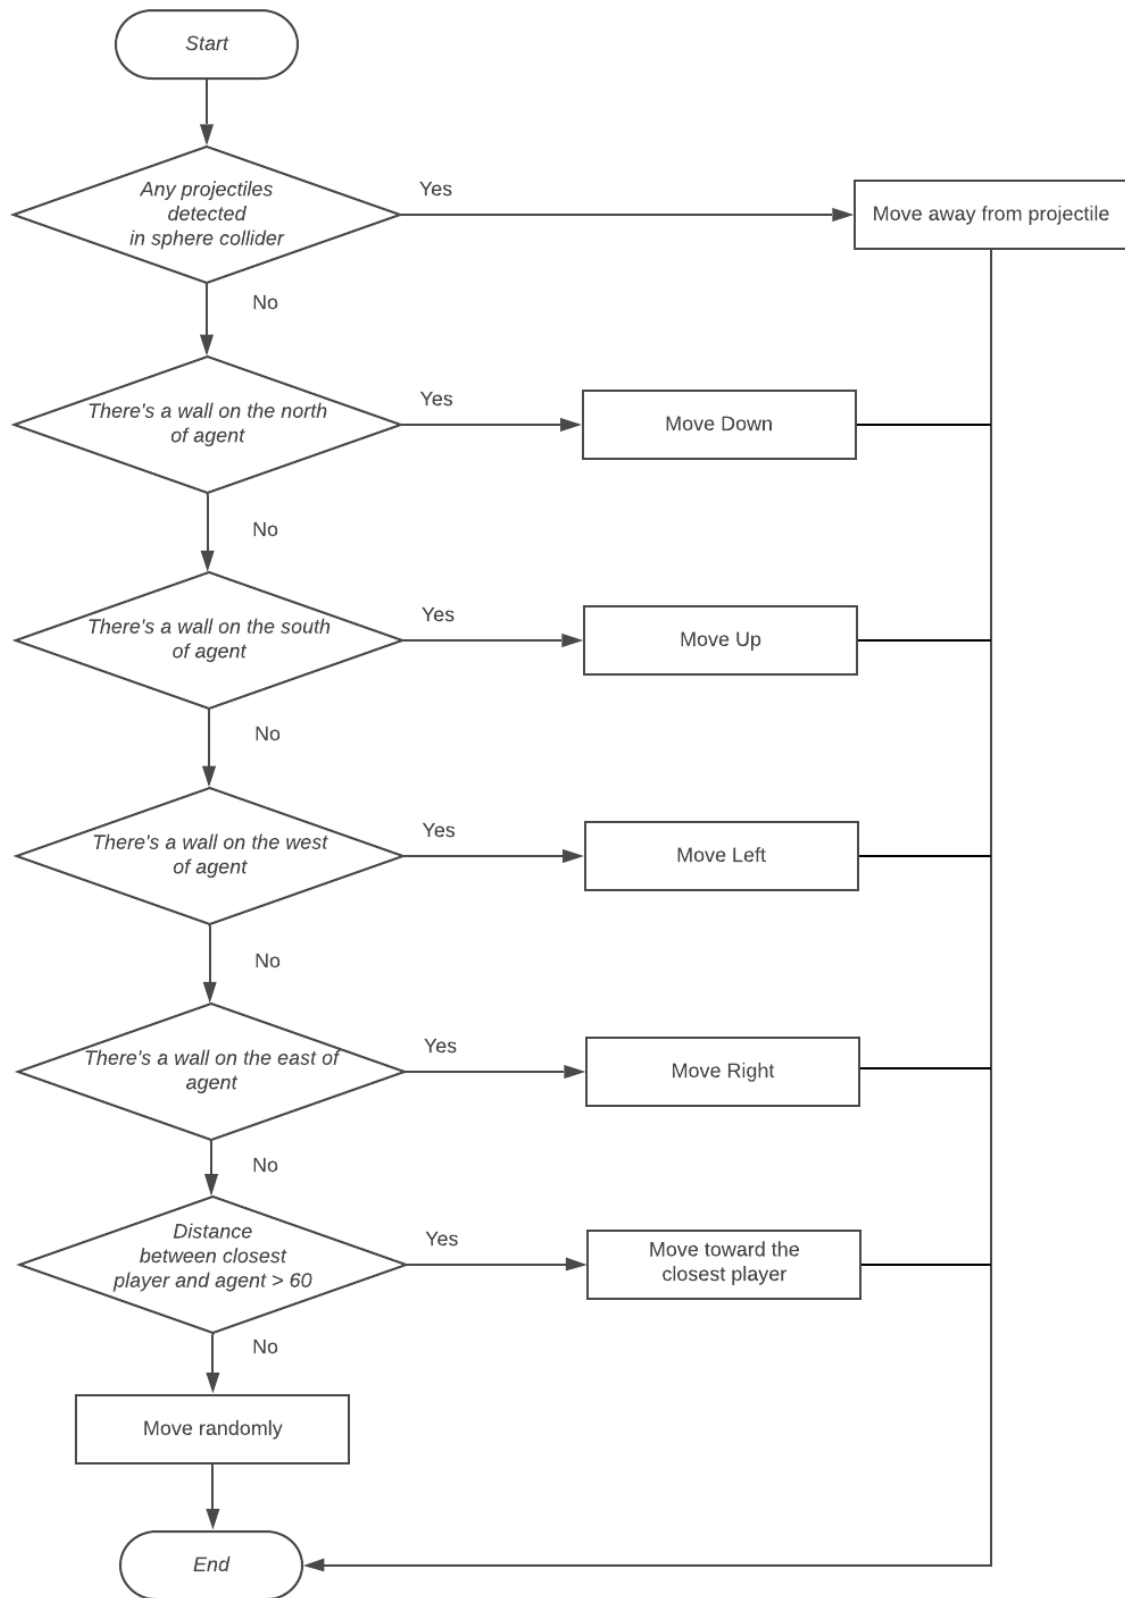 Start
Any projectiles
detected
in sphere collider
Yes
Move away from projectile
No
There's a wall on the north
of agent
Yes
Move Down
No
There's a wall on the south
of agent
Yes
Move Up
No
There's a wall on the west
of agent
Yes
Move Left
No
There's a wall on the east of
agent
Yes
Move Right
No
Distance
between closest
player and agent > 60
Yes
Move toward the
closest player
No
Move randomly
End